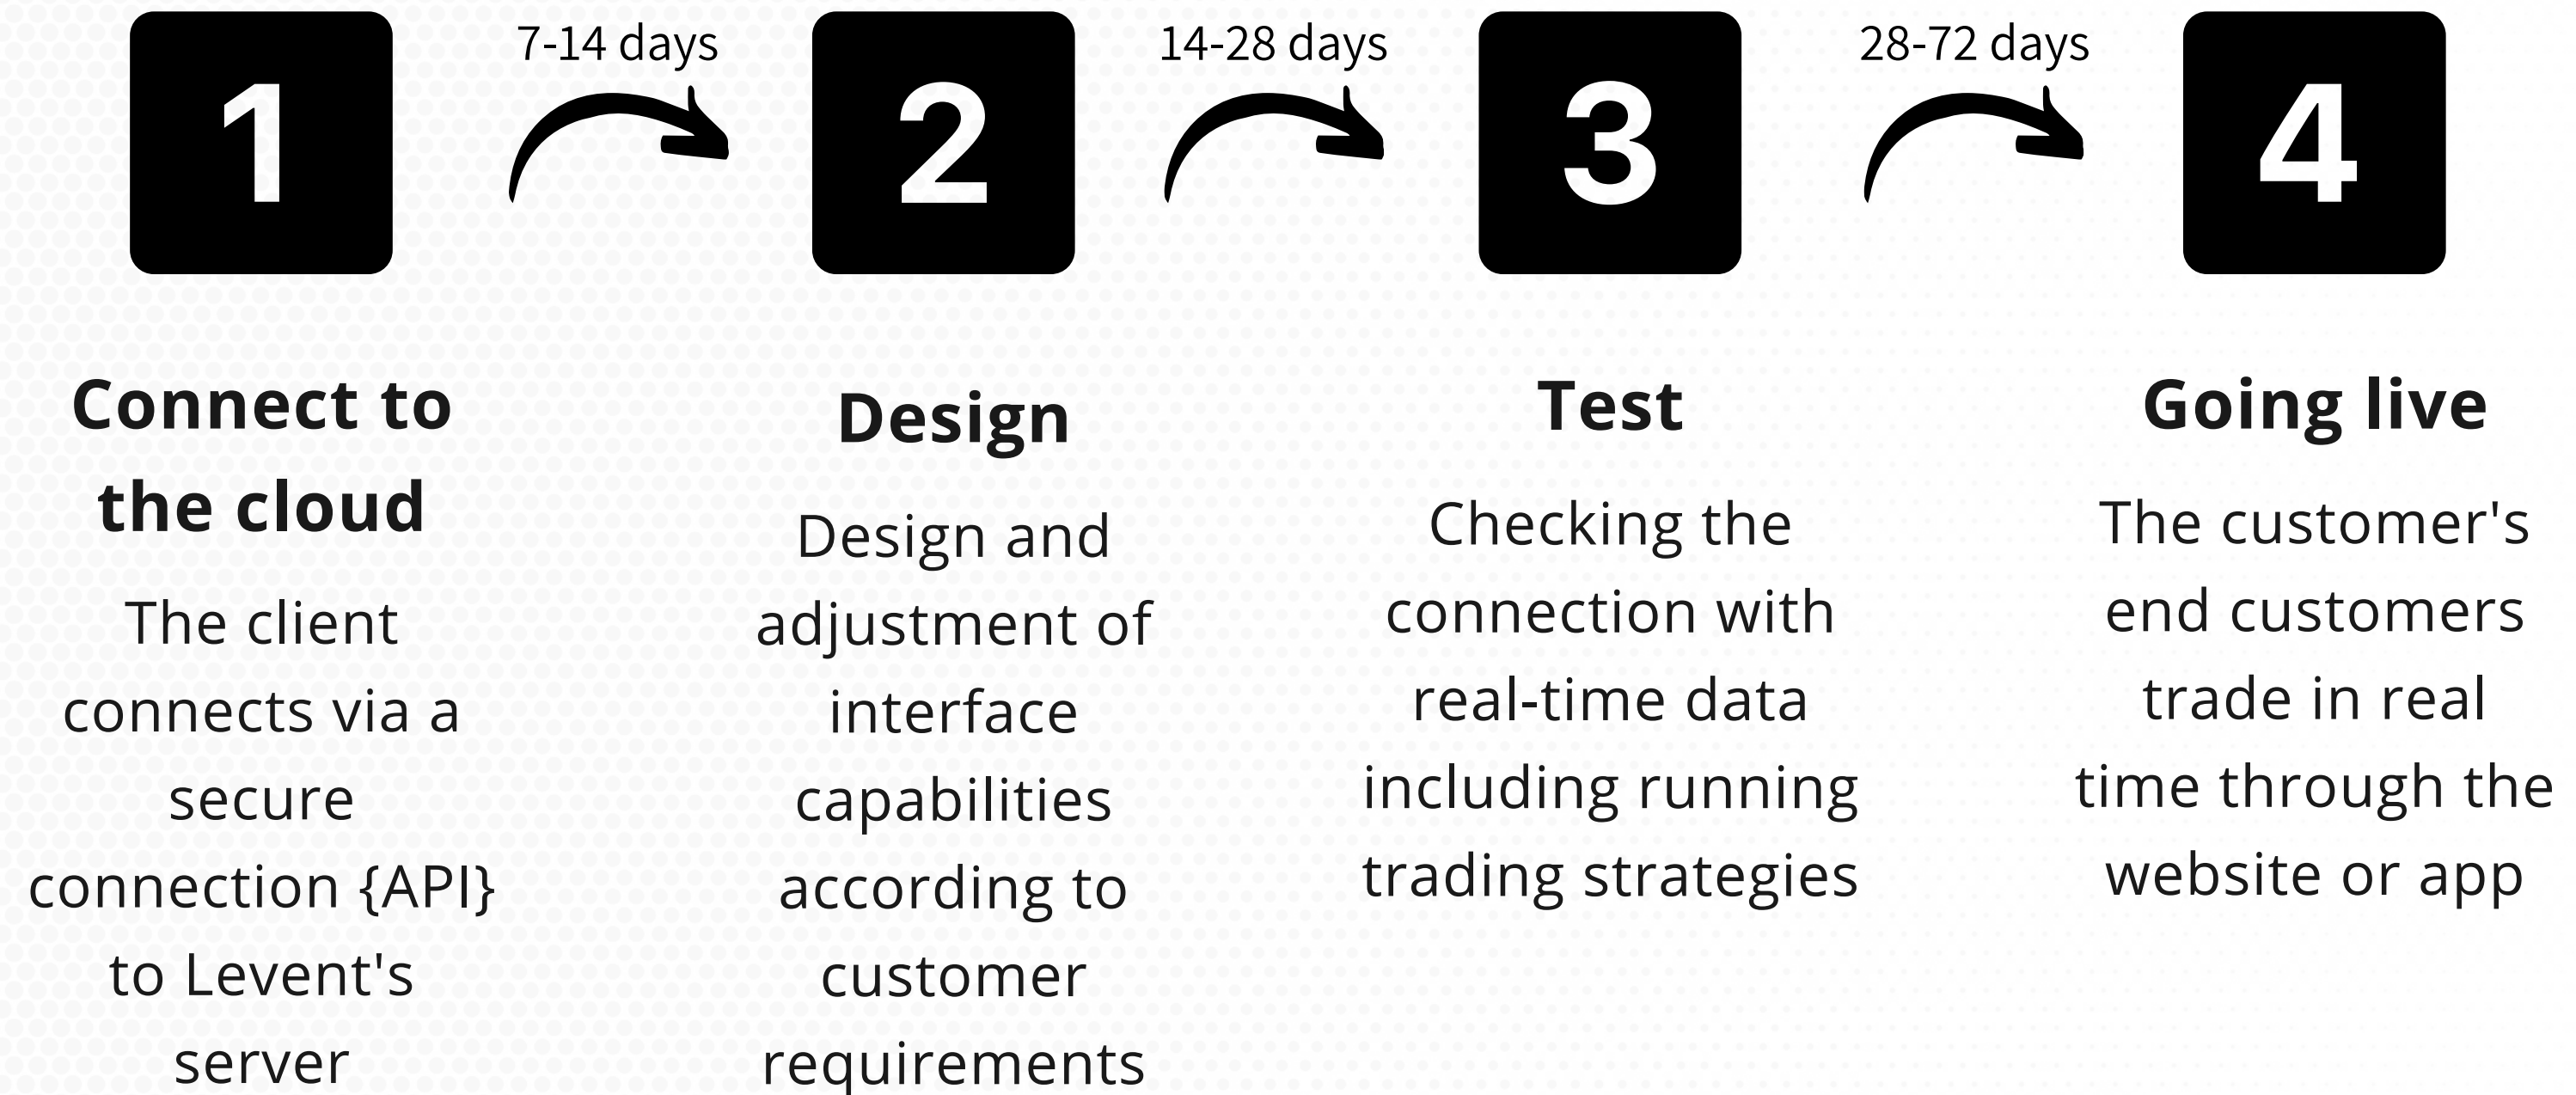 1
7-14 days
2
14-28 days
3
28-72 days
4
Connect to
the cloud
The client
connects via a
secure
connection {API}
to Levent's
server
Design
Design and
adjustment of
interface
capabilities
according to
customer
requirements
Test
Checking the
connection with
real-time data
including running
trading strategies
Going live
The customer's
end customers
trade in real
time through the
website or app